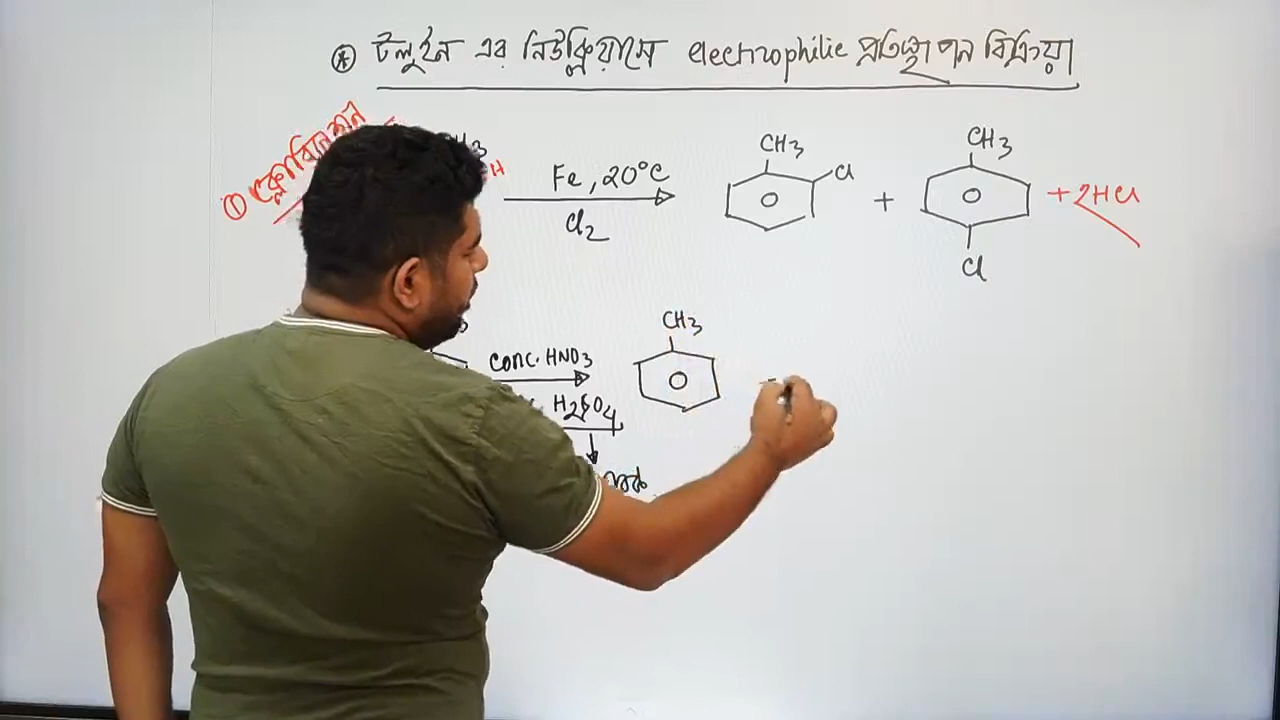 * টলুইন এর নিউক্লিয়াসে electrophilic প্রতিস্থাপন বিক্রিয়া
① ক্লোরিনেশন
H
Fe, 20°C
Cl2
CH3
Cl
+
CH3
Cl
+ 2HCl
conc. HNO3
H2SO4
CH3